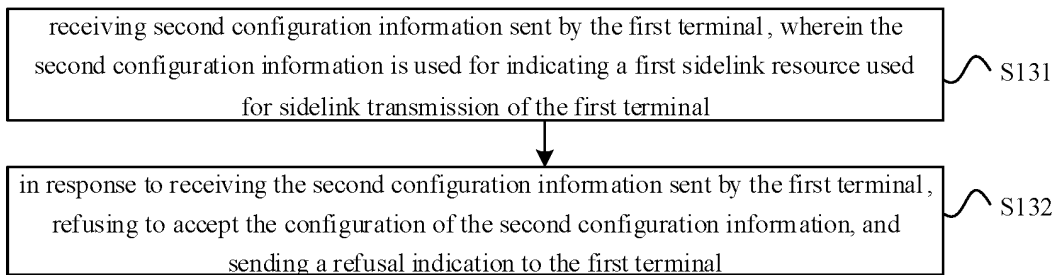 receiving second configuration information sent by the first terminal, wherein the
second configuration information is used for indicating a first sidelink resource used
for sidelink transmission of the first terminal
S131
in response to receiving the second configuration information sent by the first terminal,
refusing to accept the configuration of the second configuration information, and
sending a refusal indication to the first terminal
S132